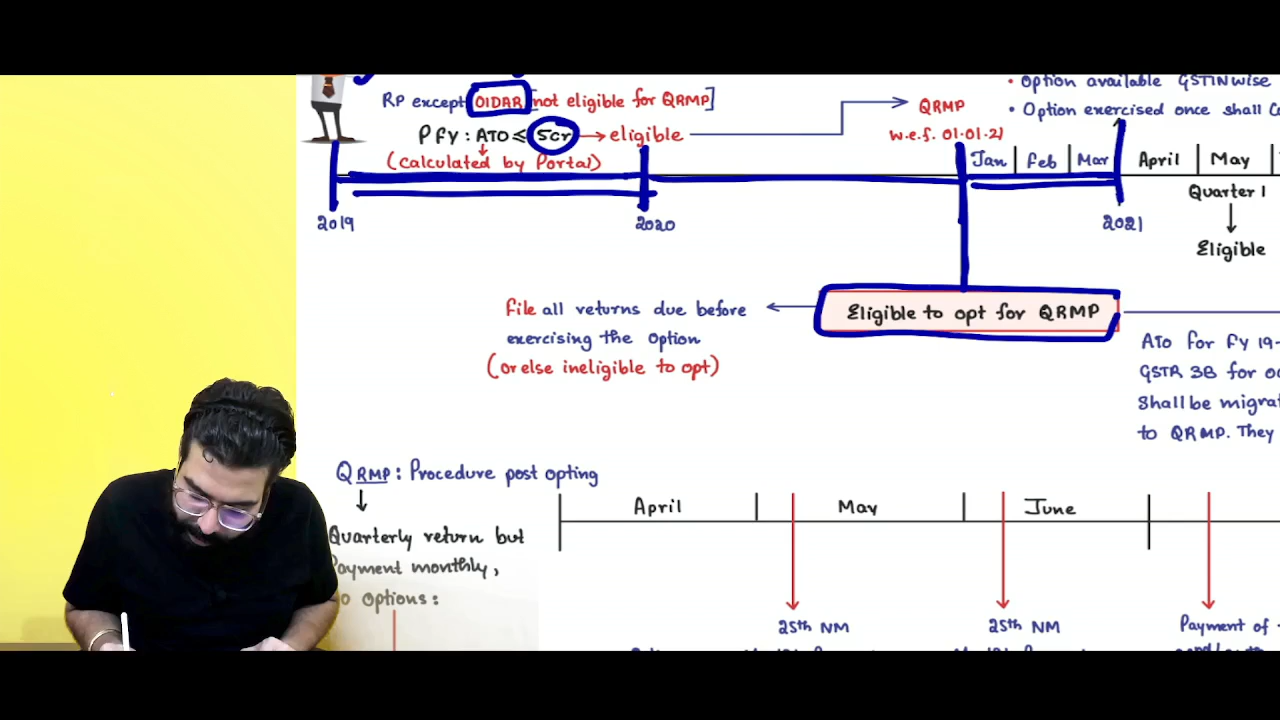 • Option available GSTINwise
RP except OIDAR [not eligible for QRMP]
QRMP
• Option exercised once shall
PFY: ATO ≤ 5cr → eligible
w.e.f. 01.01.21
(Calculated by Portal)
Jan Feb Mar April May
Quarter 1
2019 2020 2021
Eligible
File all returns due before
Eligible to opt for QRMP
exercising the Option
(or else ineligible to opt)
ATO for FY 19-
GSTR 3B for
Shall be
to QRMP. They
QRMP: Procedure post opting
April May June
Quarterly return but
Payment monthly,
Options:
25th NM 25th NM Payment of